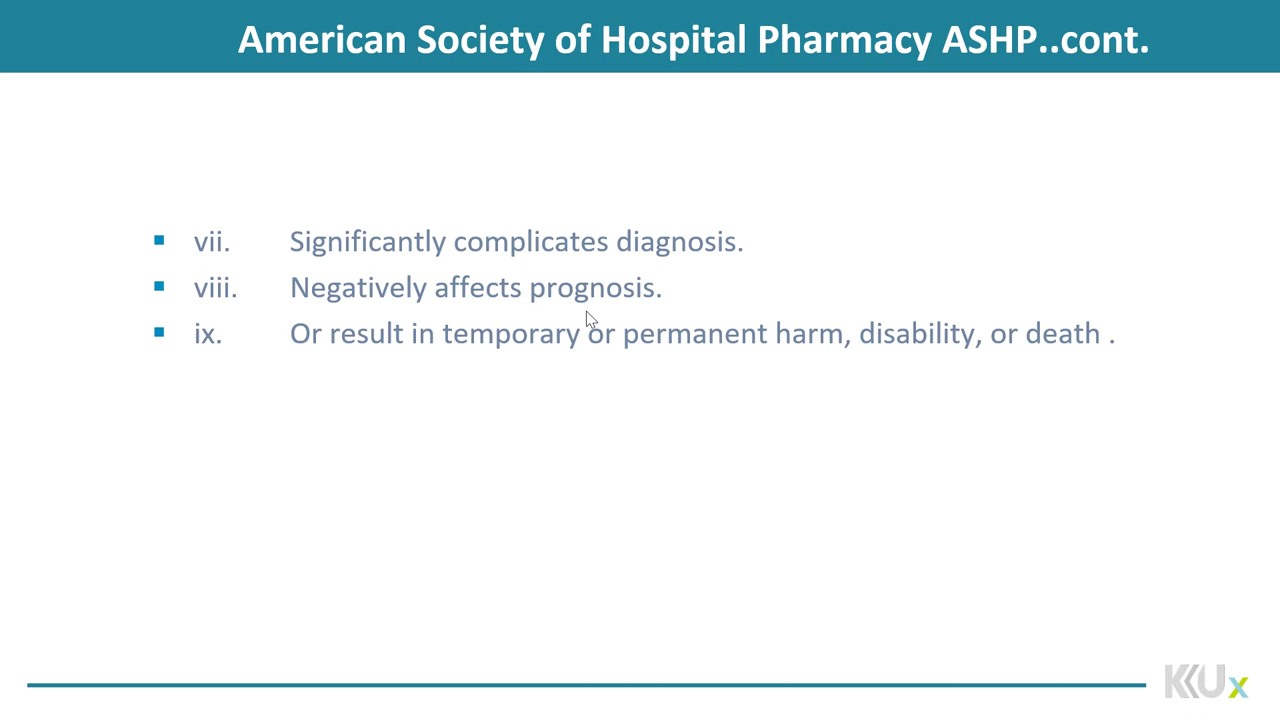 American Society of Hospital Pharmacy ASHP..cont.
▪ vii. Significantly complicates diagnosis.
▪ viii. Negatively affects prognosis.
▪ ix. Or result in temporary or permanent harm, disability, or death .
KKUx